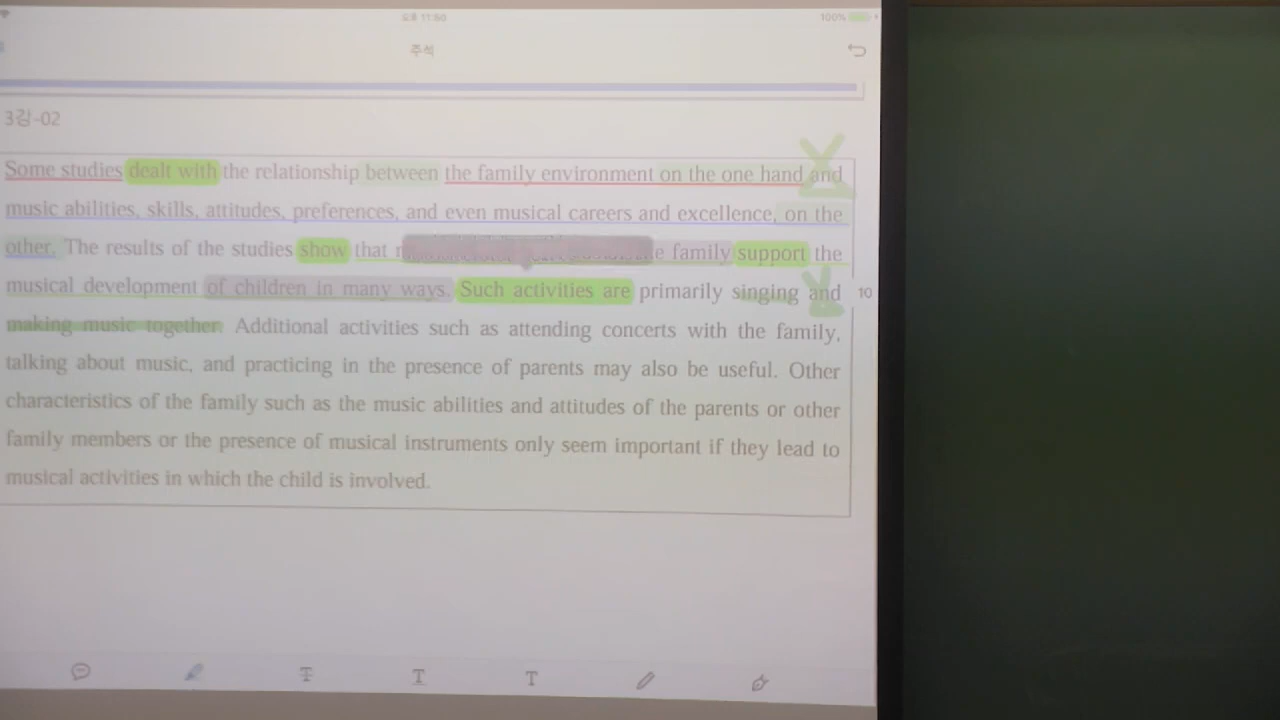 오후 11:50
100%
주석
3강-02
Some studies dealt with the relationship between the family environment on the one hand and
music abilities, skills, attitudes, preferences, and even musical careers and excellence, on the
other. The results of the studies show that family support the
musical development of children in many ways. Such activities are primarily singing and
10
making music together. Additional activities such as attending concerts with the family,
talking about music, and practicing in the presence of parents may also be useful. Other
characteristics of the family such as the music abilities and attitudes of the parents or other
family members or the presence of musical instruments only seem important if they lead to
musical activities in which the child is involved.
T T T